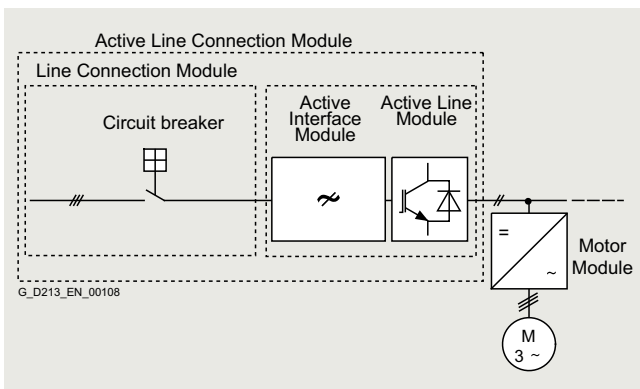 Active Line Connection Module
Line Connection Module
Circuit breaker
Active
Interface
Module
Active Line
Module
=
~
Motor
Module
G_D213_EN_00108
M
3 ~